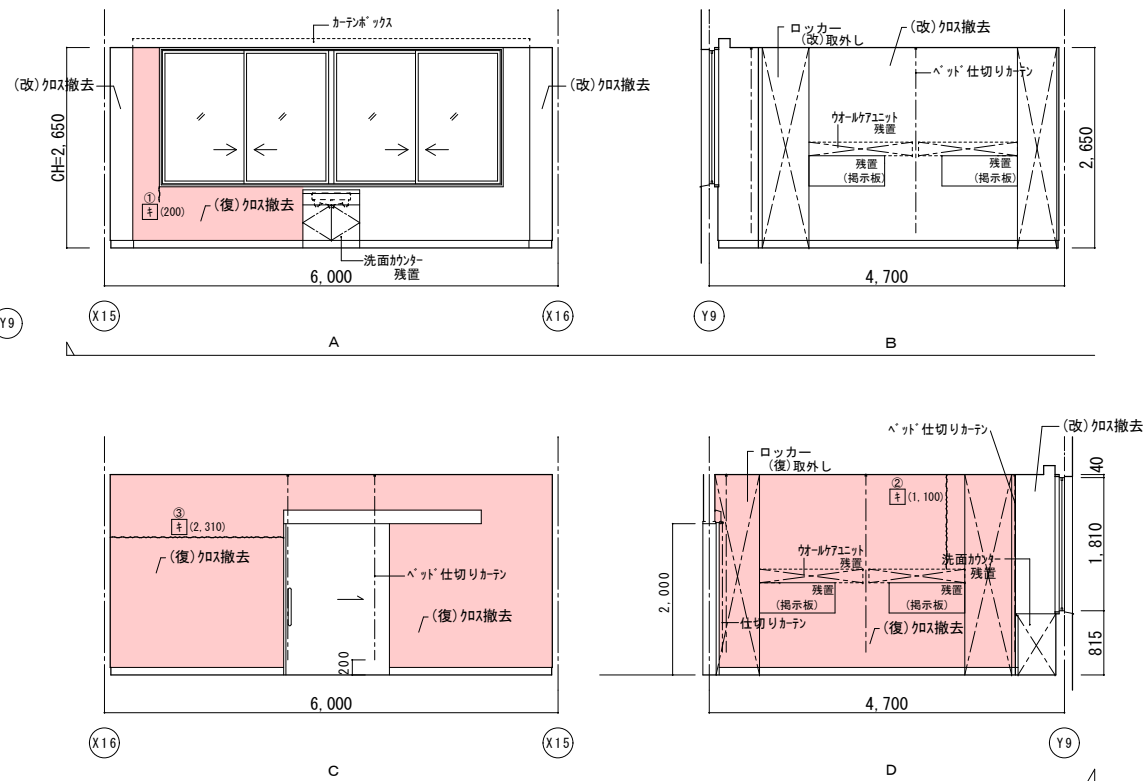 カーテンボックス
(改)クロス撤去
(改)クロス撤去
CH=2,650
①
キ (200)
(復)クロス撤去
洗面カウンター
残置
6,000
X15
X16
A
ロッカー
(改)取外し
(改)クロス撤去
ベッド仕切りカーテン
ウオールケアユニット
残置
残置
(掲示板)
残置
(掲示板)
2,650
4,700
Y9
Y9
B
③
キ (2,310)
(復)クロス撤去
ベッド仕切りカーテン
(復)クロス撤去
200
6,000
X16
X15
C
ベッド仕切りカーテン
(改)クロス撤去
ロッカー
(復)取外し
②
キ (1,100)
40
1,810
ウオールケアユニット
残置
洗面カウンター
残置
残置
(掲示板)
残置
(掲示板)
2,000
仕切りカーテン
(復)クロス撤去
815
4,700
Y9
D